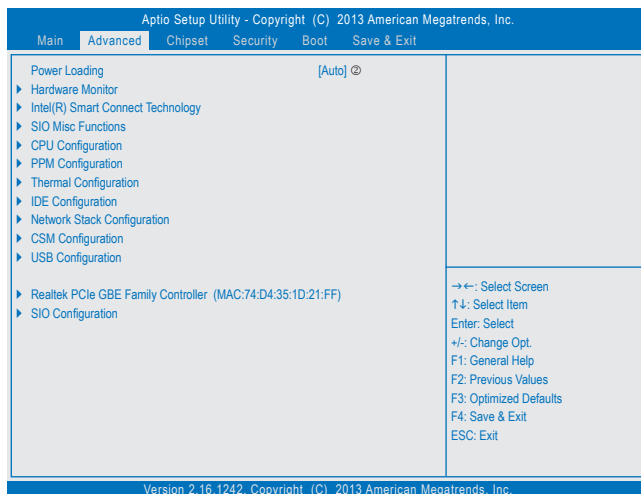 Aptio Setup Utility - Copyright (C) 2013 American Megatrends, Inc.
Main Advanced Chipset Security Boot Save & Exit
Power Loading [Auto] ②
Hardware Monitor
Intel(R) Smart Connect Technology
SIO Misc Functions
CPU Configuration
PPM Configuration
Thermal Configuration
IDE Configuration
Network Stack Configuration
CSM Configuration
USB Configuration
Realtek PCIe GBE Family Controller (MAC:74:D4:35:1D:21:FF)
SIO Configuration
→←: Select Screen
↑↓: Select Item
Enter: Select
+/-: Change Opt.
F1: General Help
F2: Previous Values
F3: Optimized Defaults
F4: Save & Exit
ESC: Exit
Version 2.16.1242. Copyright (C) 2013 American Megatrends, Inc.